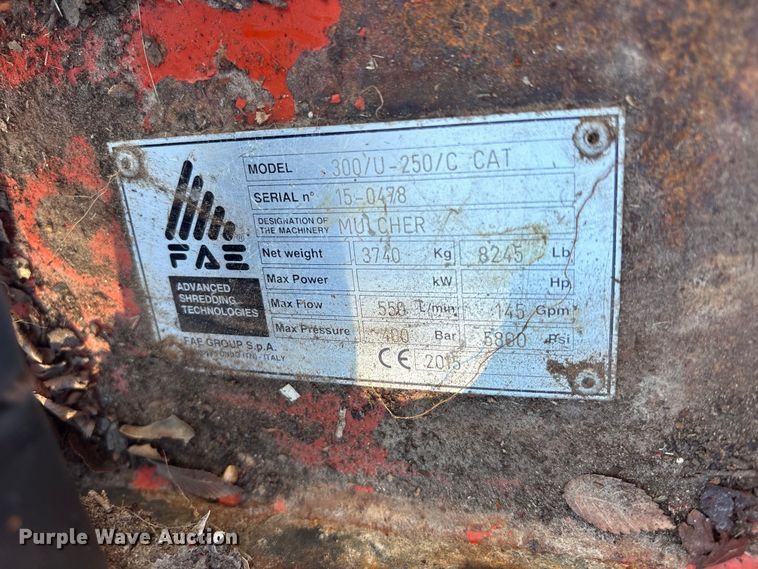 MODEL 300/U-250/C CAT
SERIAL n° 15-0478
DESIGNATION OF
THE MACHINERY MULCHER
FAE®
Net weight 3740 Kg 8245 Lb
Max Power kW Hp
ADVANCED
SHREDDING
TECHNOLOGIES
Max Flow 550 L/min 145 Gpm
Max Pressure 400 Bar 5800 Psi
FAE GROUP S.p.A.
ITALY
CE 2015
Purple Wave Auction